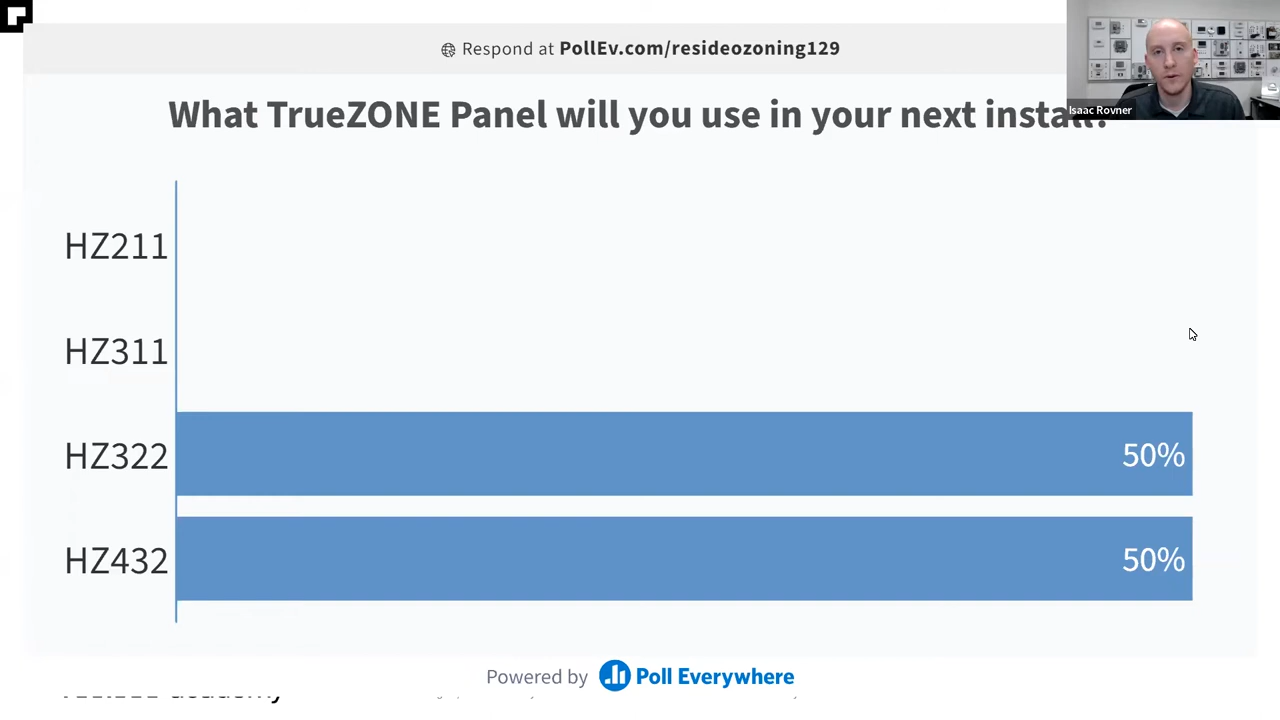 Respond at PollEv.com/resideozoning129
Isaac Rovner
What TrueZONE Panel will you use in your next install?
HZ211
HZ311
HZ322
50%
HZ432
50%
Powered by Poll Everywhere
academy